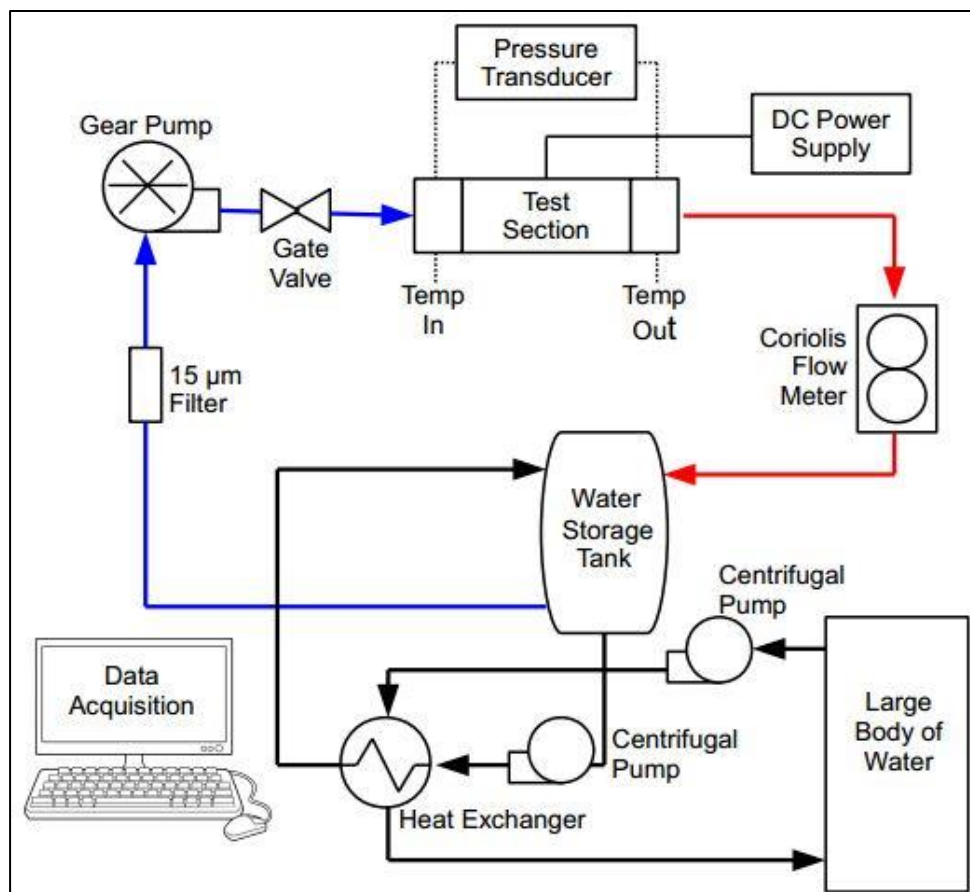 Pressure
Transducer
Gear Pump
DC Power
Supply
Test
Section
Gate
Valve
Temp
In
Temp
Out
Coriolis
Flow
Meter
15 μm
Filter
Water
Storage
Tank
Centrifugal
Pump
Data
Acquisition
Large
Body of
Water
Centrifugal
Pump
Heat Exchanger